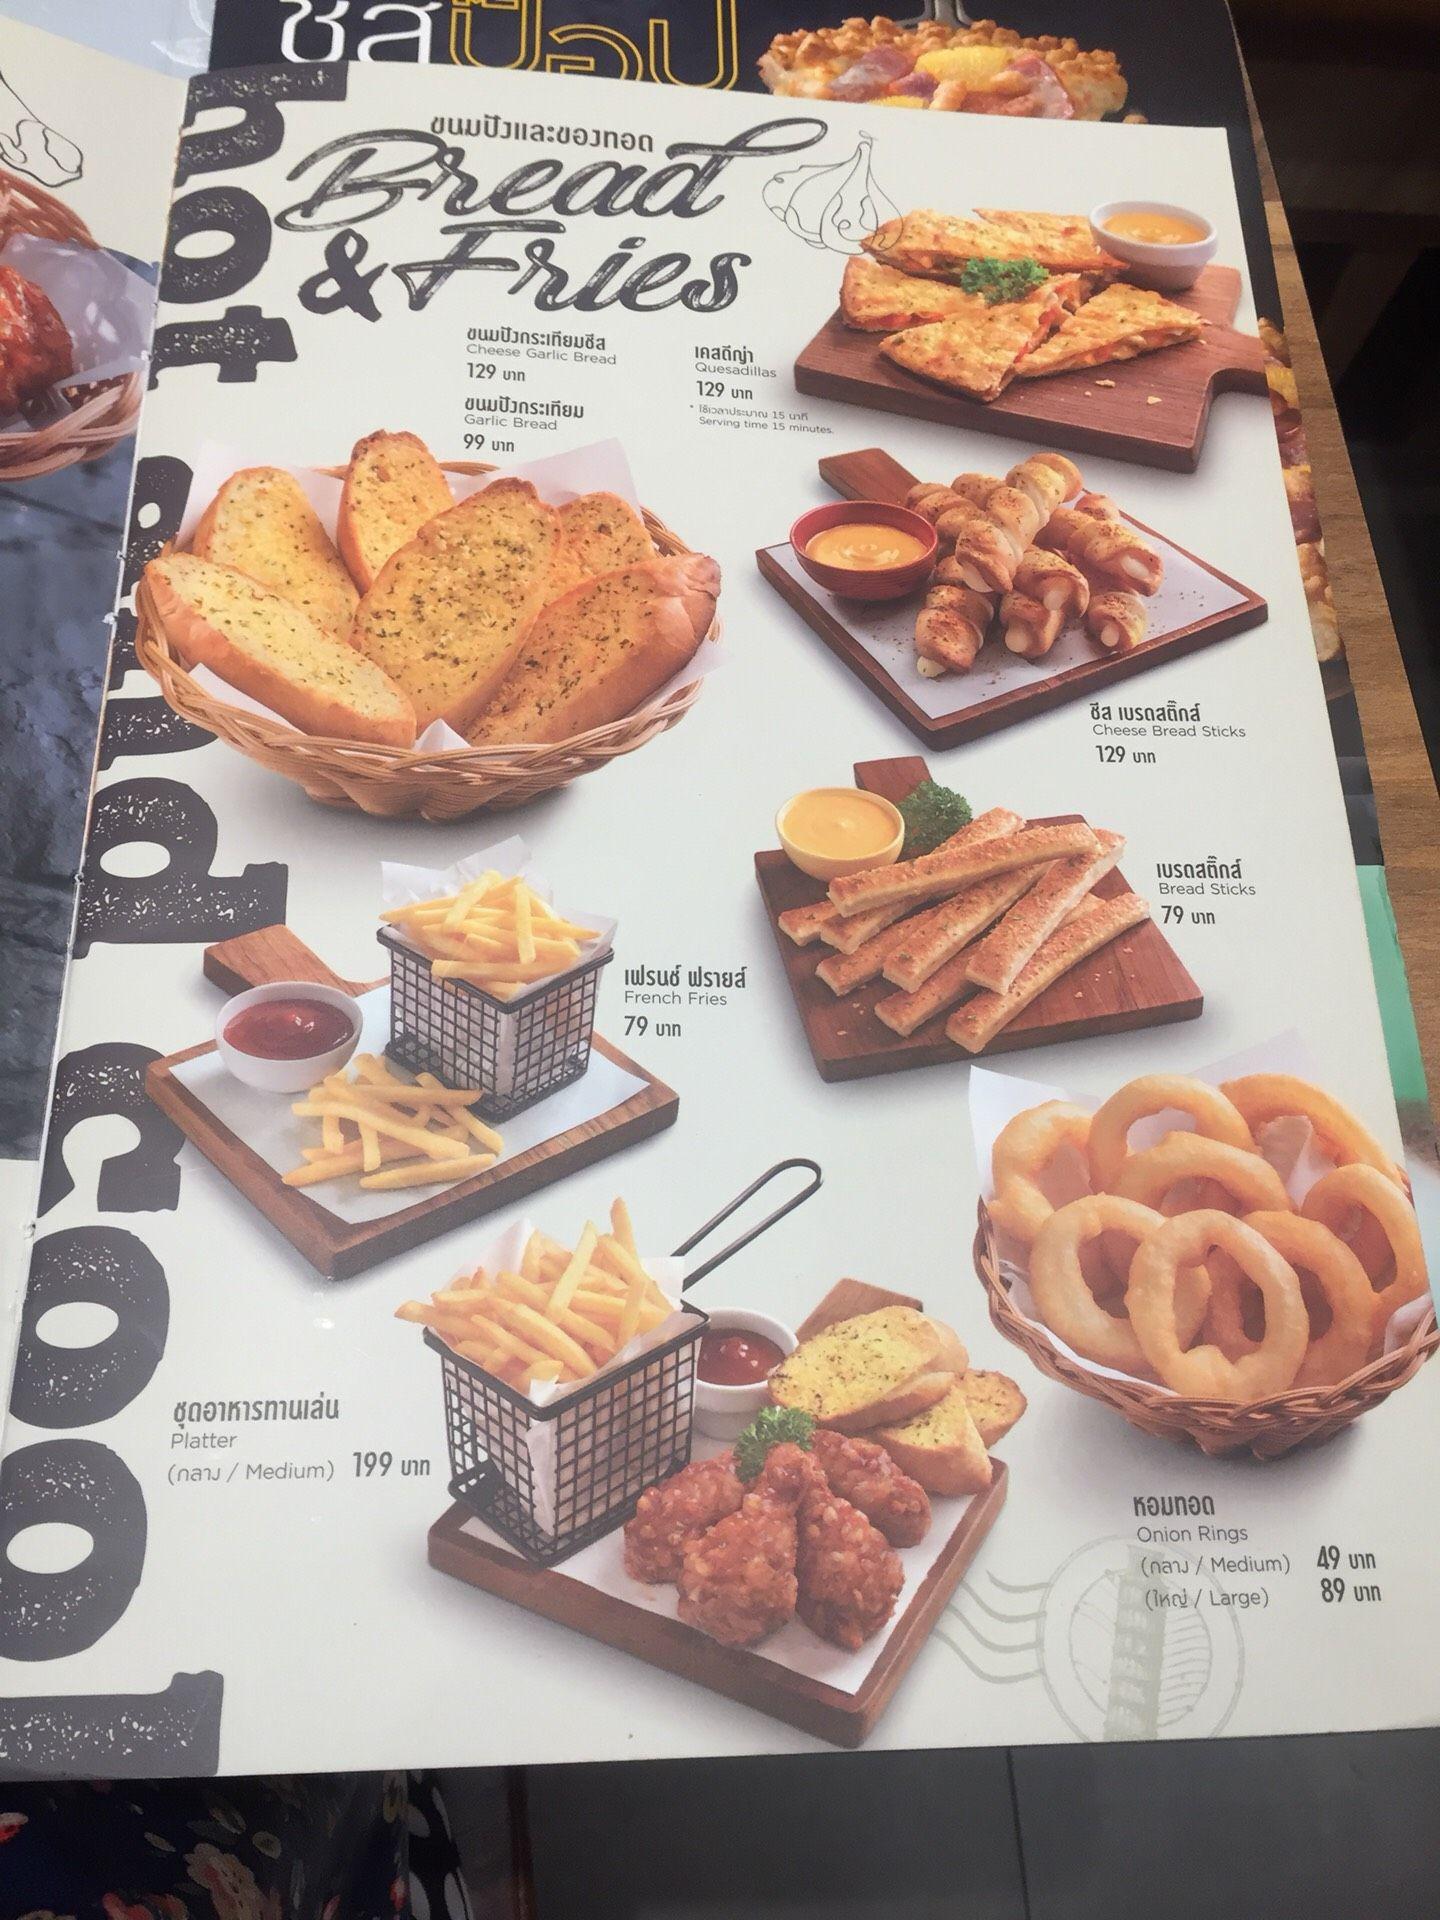 ชีสป๊อป
ขนมปังและของทอด
Bread
& Fries
ขนมปังกระเทียมชีส
Cheese Garlic Bread
129 บาท
ขนมปังกระเทียม
Garlic Bread
99 บาท
เคสดีญ่า
Quesadillas
129 บาท
* ใช้เวลาประมาณ 15 นาที
Serving time 15 minutes.
ชีส เบรดสติ๊กส์
Cheese Bread Sticks
129 บาท
เบรดสติ๊กส์
Bread Sticks
79 บาท
เฟรนช์ ฟรายส์
French Fries
79 บาท
ชุดอาหารทานเล่น
Platter
(กลาง / Medium) 199 บาท
หอมทอด
Onion Rings
(กลาง / Medium) 49 บาท
(ใหญ่ / Large) 89 บาท